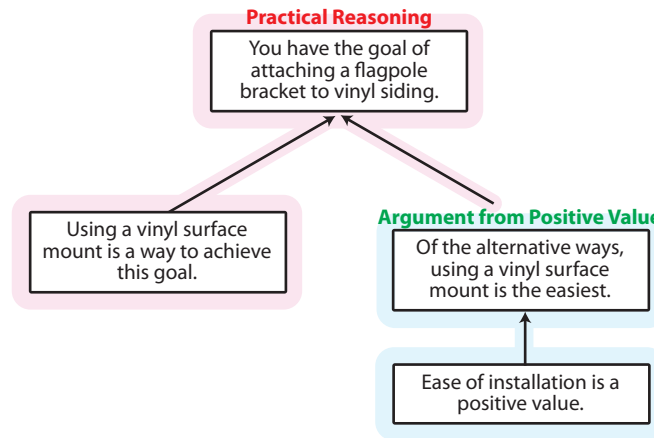 Practical Reasoning
You have the goal of
attaching a flagpole
bracket to vinyl siding.
Using a vinyl surface
mount is a way to achieve
this goal.
Argument from Positive Value
Of the alternative ways,
using a vinyl surface
mount is the easiest.
Ease of installation is a
positive value.